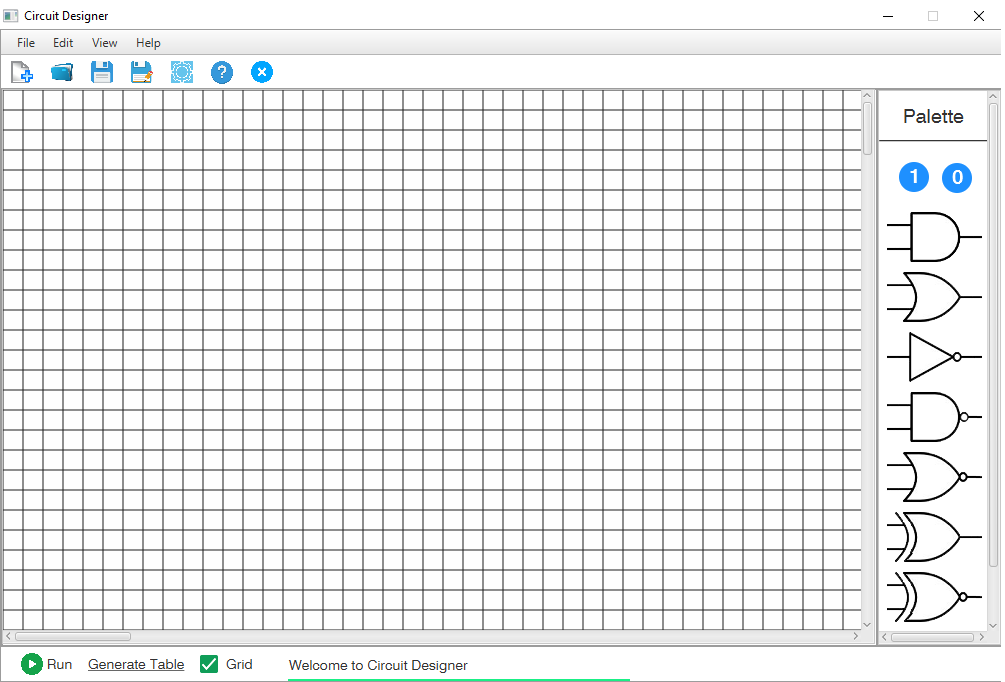 Circuit Designer
File Edit View Help
?
Palette
1 0
Run Generate Table Grid Welcome to Circuit Designer